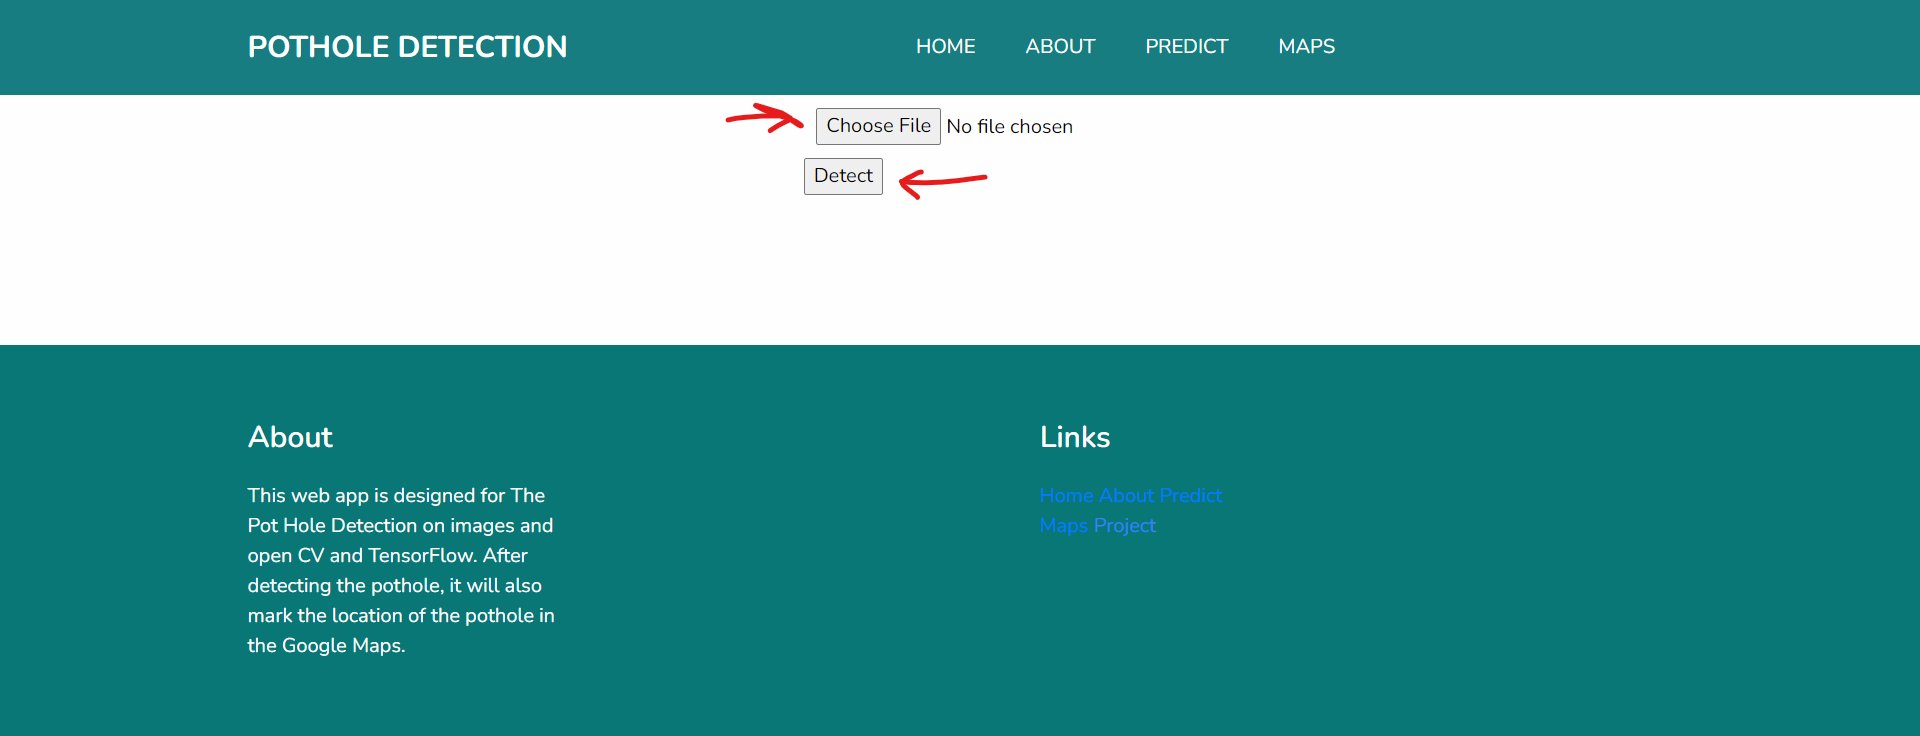 POTHOLE DETECTION HOME ABOUT PREDICT MAPS
Choose File No file chosen
Detect
About
This web app is designed for The
Pot Hole Detection on images and
open CV and TensorFlow. After
detecting the pothole, it will also
mark the location of the pothole in
the Google Maps.
Links
Home About Predict
Maps Project